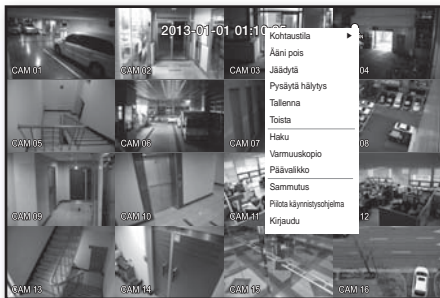 2013-01-01 01:10
CAM 01
CAM 02
CAM 03
04
CAM 05
CAM 06
CAM 07
08
CAM 09
CAM 10
CAM 11
12
CAM 13
CAM 14
CAM 15
CAM 16
Kohtaustila
Ääni pois
Jäädytä
Pysäytä hälytys
Tallenna
Toista
Haku
Varmuuskopio
Päävalikko
Sammutus
Piilota käynnistysohjelma
Kirjaudu